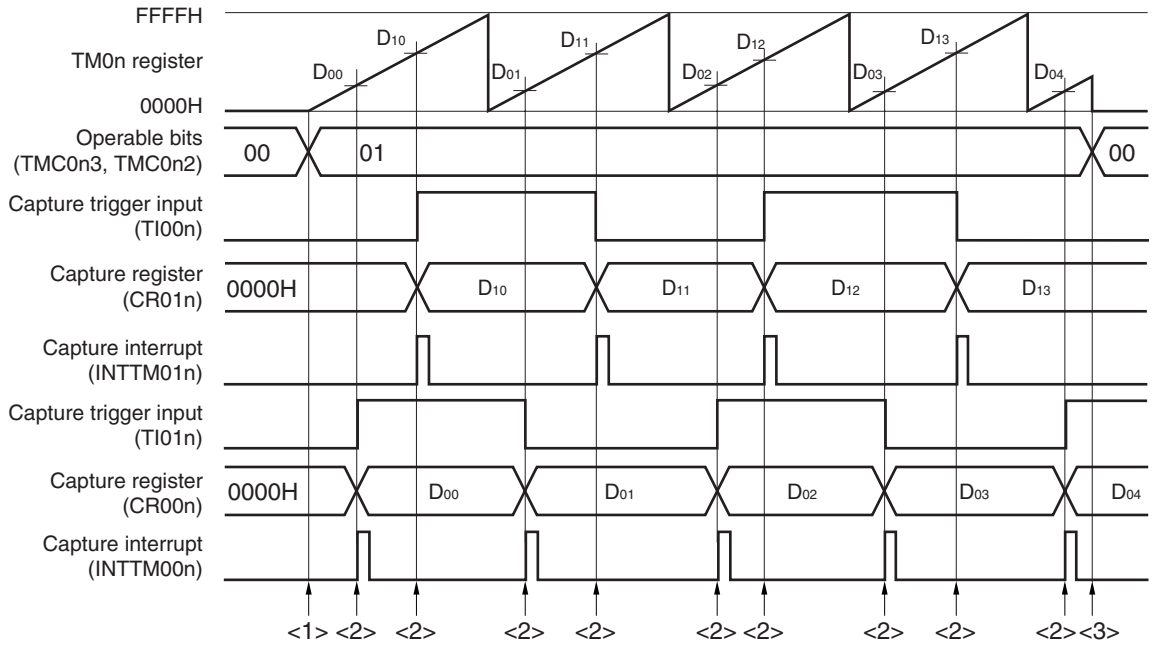 FFFFH
TM0n register
0000H
D10 D11 D12 D13
D00 D01 D02 D03 D04
Operable bits
(TMC0n3, TMC0n2)
00 01 00
Capture trigger input
(TI00n)
Capture register
(CR01n)
0000H D10 D11 D12 D13
Capture interrupt
(INTTM01n)
Capture trigger input
(TI01n)
Capture register
(CR00n)
0000H D00 D01 D02 D03 D04
Capture interrupt
(INTTM00n)
<1> <2> <2> <2> <2> <2> <2> <2> <2> <2> <3>